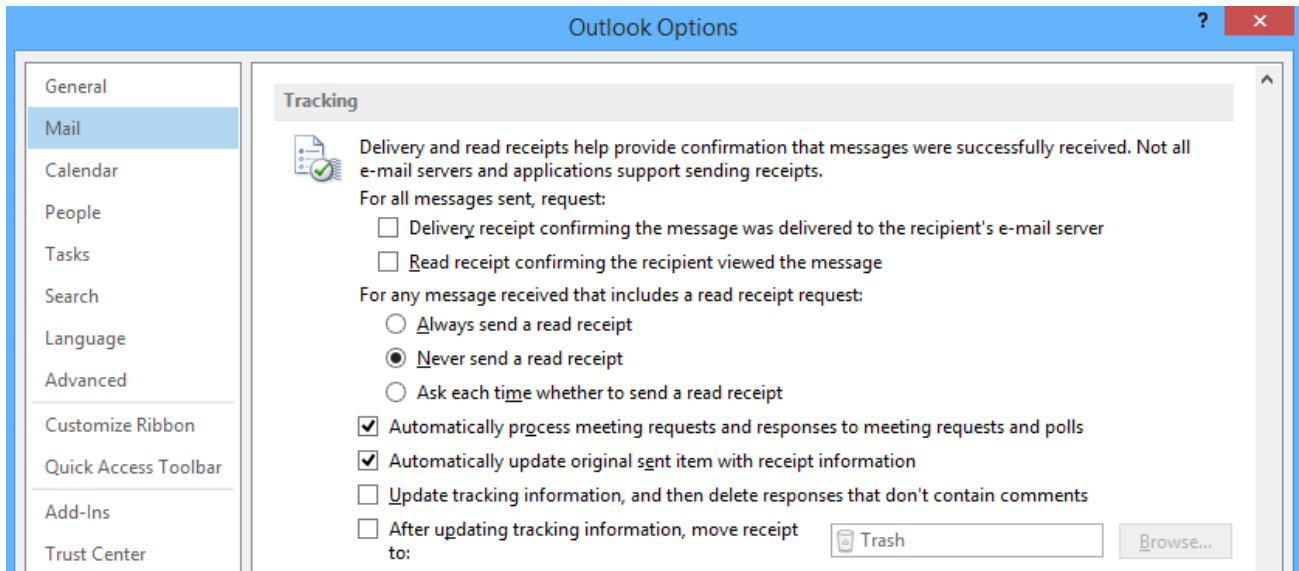 Outlook Options
?
General
Mail
Calendar
People
Tasks
Search
Language
Advanced
Customize Ribbon
Quick Access Toolbar
Add-Ins
Trust Center
Tracking
Delivery and read receipts help provide confirmation that messages were successfully received. Not all
e-mail servers and applications support sending receipts.
For all messages sent, request:
Delivery receipt confirming the message was delivered to the recipient's e-mail server
Read receipt confirming the recipient viewed the message
For any message received that includes a read receipt request:
Always send a read receipt
Never send a read receipt
Ask each time whether to send a read receipt
Automatically process meeting requests and responses to meeting requests and polls
Automatically update original sent item with receipt information
Update tracking information, and then delete responses that don't contain comments
After updating tracking information, move receipt
to:
Trash
Browse...